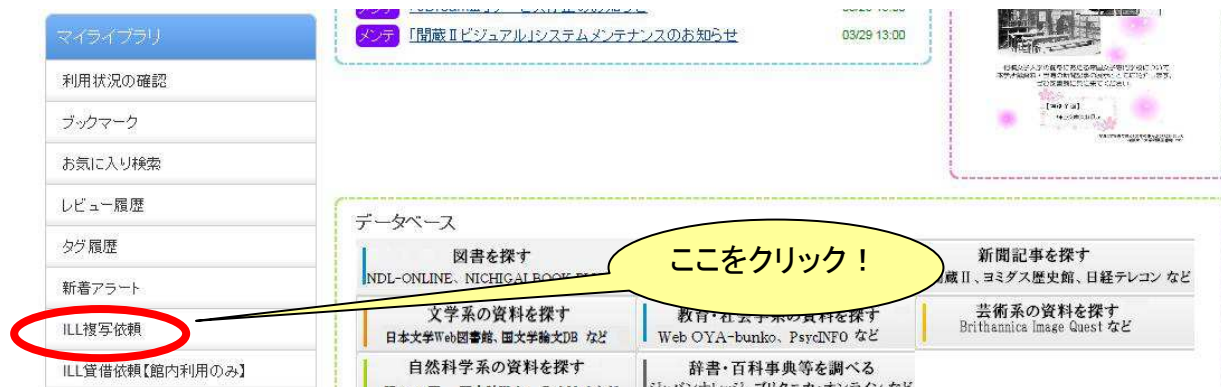 マイライブラリ
利用状況の確認
ブックマーク
お気に入り検索
レビュー履歴
タグ履歴
新着アラート
ILL複写依頼
ILL貸借依頼【館内利用のみ】
メンテ 「聞蔵Ⅱビジュアル」システムメンテナンスのお知らせ 03/29 13:00
データベース
図書を探す
NDL-ONLINE、NICHIGAI BOOK
ここをクリック！
新聞記事を探す
蔵Ⅱ、ヨミダス歴史館、日経テレコン など
文学系の資料を探す
日本文学Web図書館、国文学論文DB など
教育・社会学系の資料を探す
Web OYA-bunko、PsycINFO など
芸術系の資料を探す
Brithannica Image Quest など
自然科学系の資料を探す
辞書・百科事典等を調べる